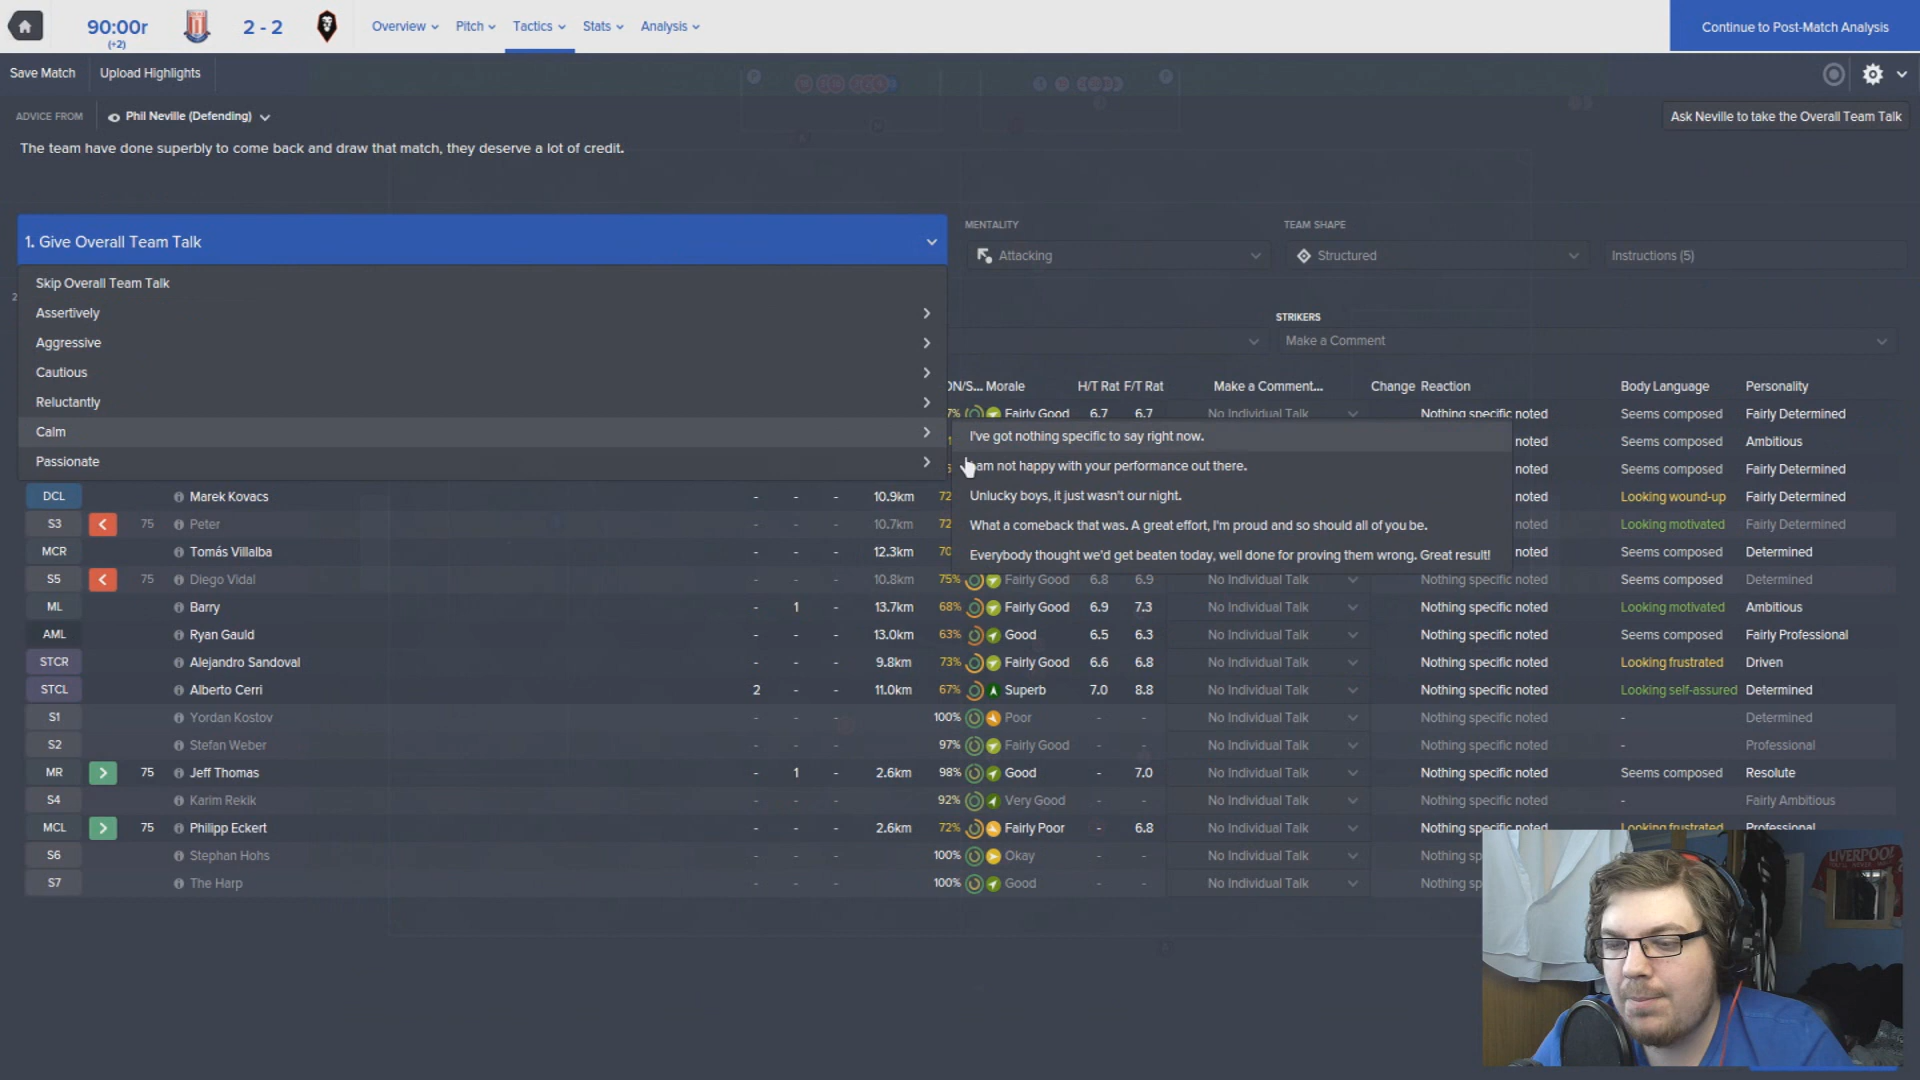 90:00r
(+2)
2 - 2
Overview
Pitch
Tactics
Stats
Analysis
Continue to Post-Match Analysis
Save Match
Upload Highlights
ADVICE FROM
Phil Neville (Defending)
Ask Neville to take the Overall Team Talk
The team have done superbly to come back and draw that match, they deserve a lot of credit.
1. Give Overall Team Talk
MENTALITY
Attacking
TEAM SHAPE
Structured
Instructions (5)
Skip Overall Team Talk
Assertively
Aggressive
Cautious
Reluctantly
Calm
Passionate
STRIKERS
Make a Comment
Morale H/T Rat F/T Rat Make a Comment... Change Reaction Body Language Personality
Fairly Good 6.7 6.7 No Individual Talk Nothing specific noted Seems composed Fairly Determined
I've got nothing specific to say right now.
noted Seems composed Ambitious
am not happy with your performance out there.
noted Seems composed Fairly Determined
Unlucky boys, it just wasn't our night.
What a comeback that was. A great effort, I'm proud and so should all of you be.
Everybody thought we'd get beaten today, well done for proving them wrong. Great result!
DCL Marek Kovacs - - - 10.9km 72 noted Looking wound-up Fairly Determined
S3 75 Peter - - - 10.7km 72 noted Looking motivated Fairly Determined
MCR Tomás Villalba - - - 12.3km 70 noted Seems composed Determined
S5 75 Diego Vidal - - - 10.8km 75% Fairly Good 6.8 6.9 No Individual Talk Nothing specific noted Seems composed Determined
ML Barry - 1 - 13.7km 68% Fairly Good 6.9 7.3 No Individual Talk Nothing specific noted Looking motivated Ambitious
AML Ryan Gauld - - - 13.0km 63% Good 6.5 6.3 No Individual Talk Nothing specific noted Seems composed Fairly Professional
STCR Alejandro Sandoval - - - 9.8km 73% Fairly Good 6.6 6.8 No Individual Talk Nothing specific noted Looking frustrated Driven
STCL Alberto Cerri 2 - - 11.0km 67% Superb 7.0 8.8 No Individual Talk Nothing specific noted Looking self-assured Determined
S1 Yordan Kostov - - - 100% Poor - - No Individual Talk Nothing specific noted - Determined
S2 Stefan Weber - - - 97% Fairly Good - - No Individual Talk Nothing specific noted - Professional
MR 75 Jeff Thomas - 1 - 2.6km 98% Good - 7.0 No Individual Talk Nothing specific noted Seems composed Resolute
S4 Karim Rekik - - - 92% Very Good - - No Individual Talk Nothing specific noted - Fairly Ambitious
MCL 75 Philipp Eckert - - - 2.6km 72% Fairly Poor - 6.8 No Individual Talk Nothing specific noted Looking frustrated Professional
S6 Stephan Hohs - - - 100% Okay - - No Individual Talk Nothing sp
S7 The Harp - - - 100% Good - - No Individual Talk Nothing sp
LIVERPOOL